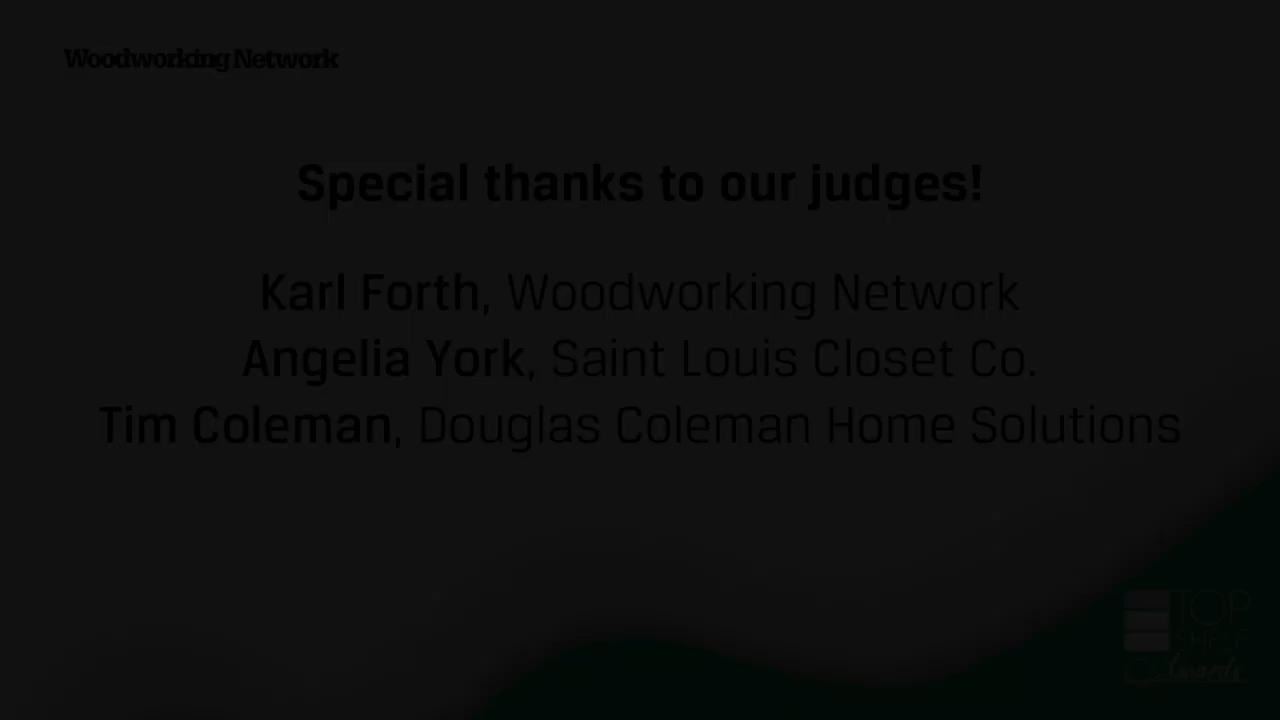 Woodworking Network
Special thanks to our judges!
Karl Forth, Woodworking Network
Angelia York, Saint Louis Closet Co.
Tim Coleman, Douglas Coleman Home Solutions
TOP
SHELF
Awards